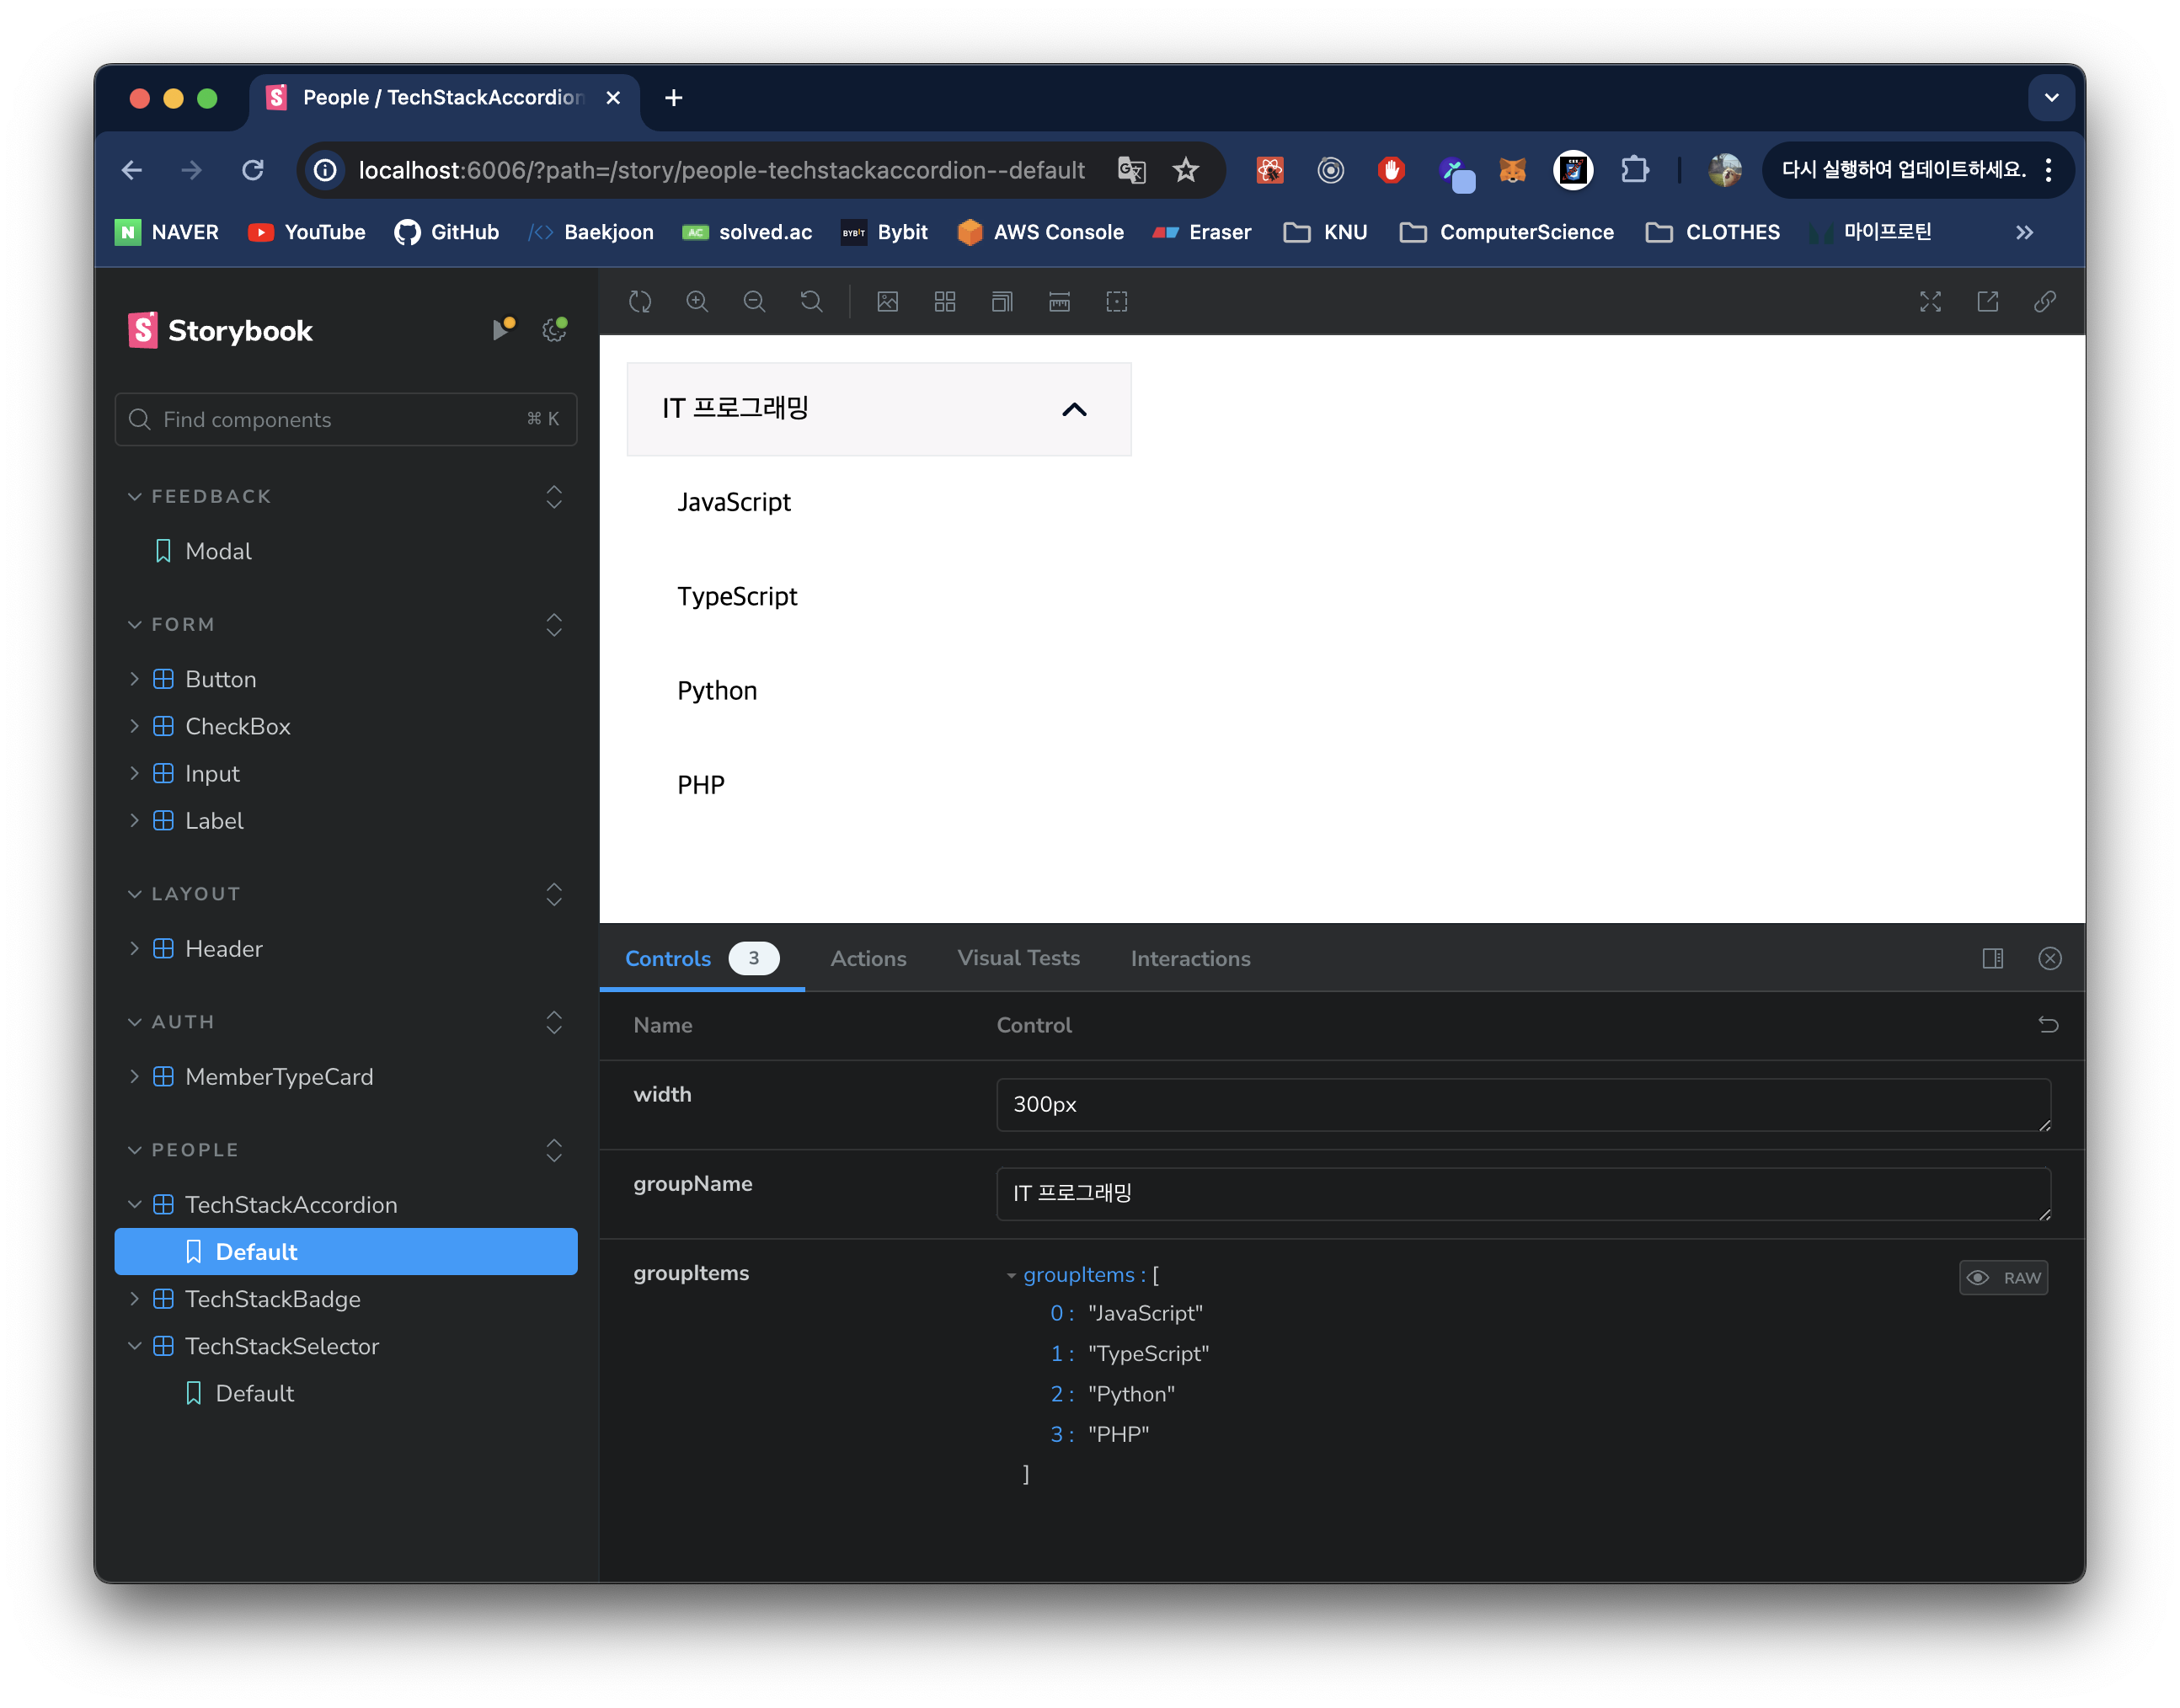 People / TechStackAccordion
localhost:6006/?path=/story/people-techstackaccordion--default
다시 실행하여 업데이트하세요.
N NAVER YouTube GitHub Baekjoon AC solved.ac BYBIT Bybit AWS Console Eraser KNU ComputerScience CLOTHES 마이프로틴
S Storybook
Find components ⌘ K
FEEDBACK
Modal
FORM
Button
CheckBox
Input
Label
LAYOUT
Header
AUTH
MemberTypeCard
PEOPLE
TechStackAccordion
Default
TechStackBadge
TechStackSelector
Default
IT 프로그래밍
JavaScript
TypeScript
Python
PHP
Controls 3 Actions Visual Tests Interactions
Name Control
width 300px
groupName IT 프로그래밍
groupItems groupItems : [ RAW
0 : "JavaScript"
1 : "TypeScript"
2 : "Python"
3 : "PHP"
]